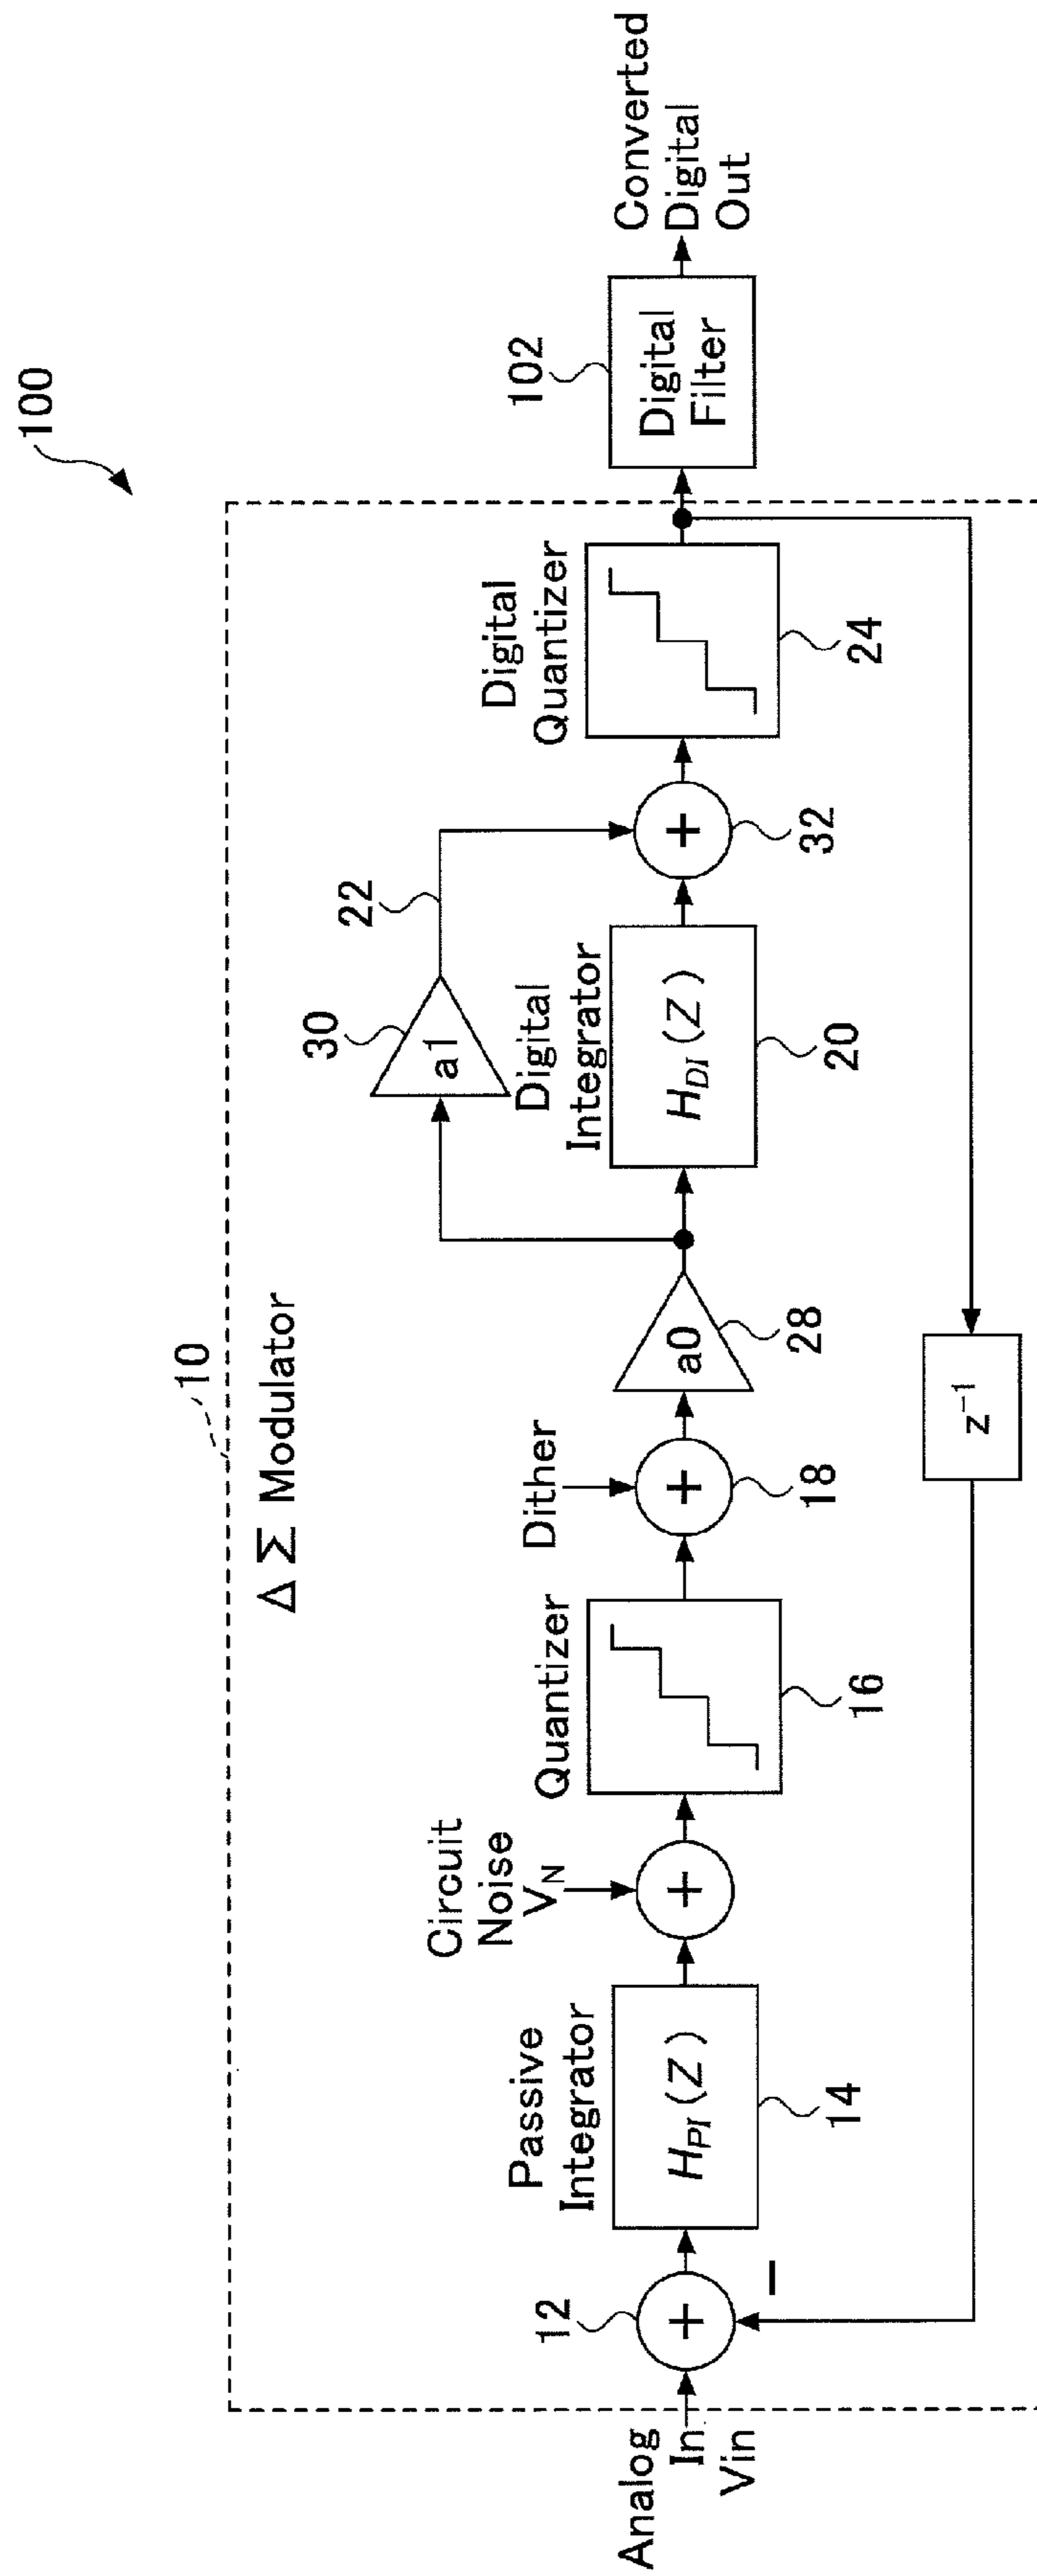 100
10
Δ Σ Modulator
Analog
In
Vin
12
Passive
Integrator
H_PI (Z)
14
Circuit
Noise
V_N
+
Quantizer
16
Dither
18
a0
28
a1
30
22
Digital
Integrator
H_DI (Z)
20
+
32
Digital
Quantizer
24
102
Digital
Filter
Converted
Digital
Out
z⁻¹
−
+
+